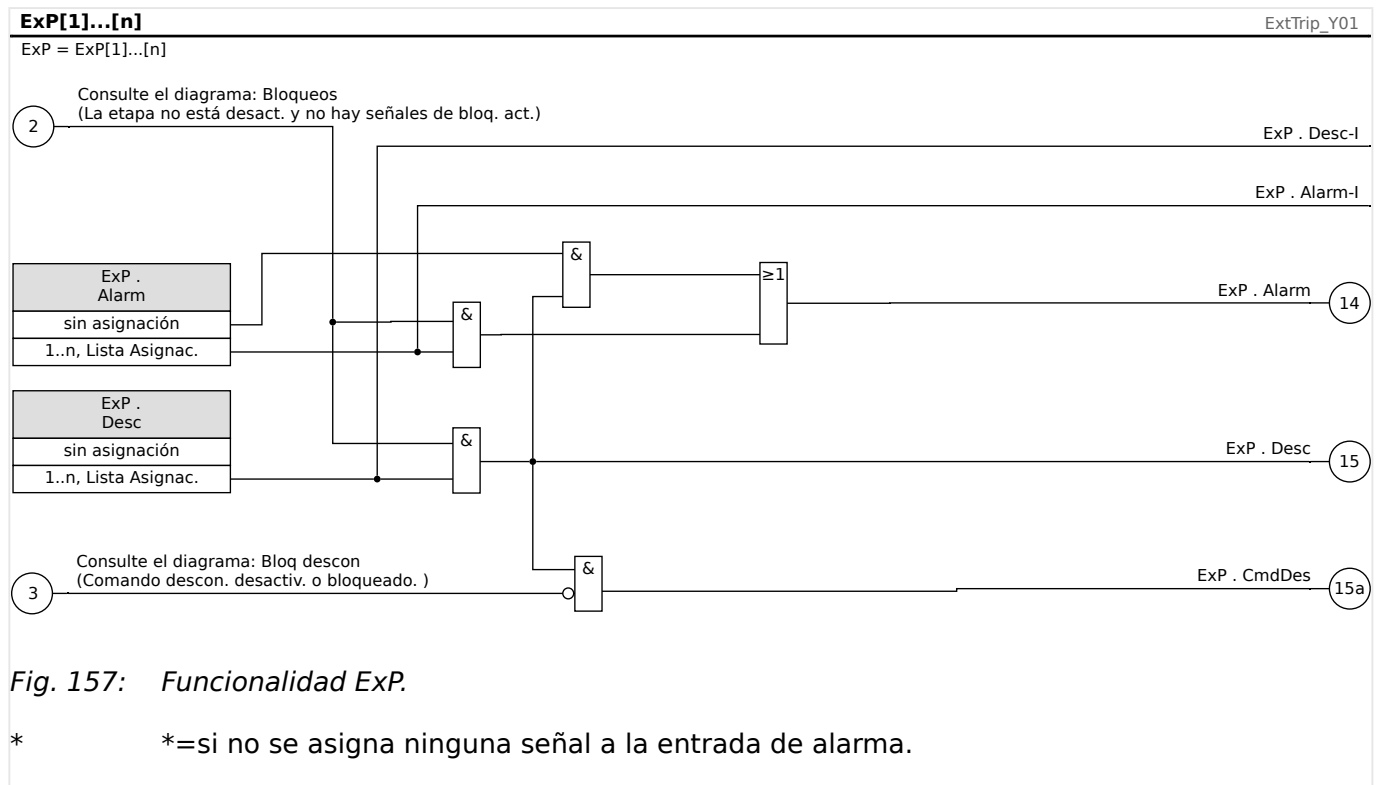 ExP[1]...[n]
ExtTrip_Y01
ExP = ExP[1]...[n]
Consulte el diagrama: Bloqueos
(La etapa no está desact. y no hay señales de bloq. act.)
2
ExP . Desc-I
ExP . Alarm-I
&
ExP .
Alarm
≥1
sin asignación
1..n, Lista Asignac.
&
ExP . Alarm
14
ExP .
Desc
sin asignación
1..n, Lista Asignac.
&
ExP . Desc
15
Consulte el diagrama: Bloq descon
(Comando descon. desactiv. o bloqueado. )
3
&
ExP . CmdDes
15a
Fig. 157: Funcionalidad ExP.
* *=si no se asigna ninguna señal a la entrada de alarma.